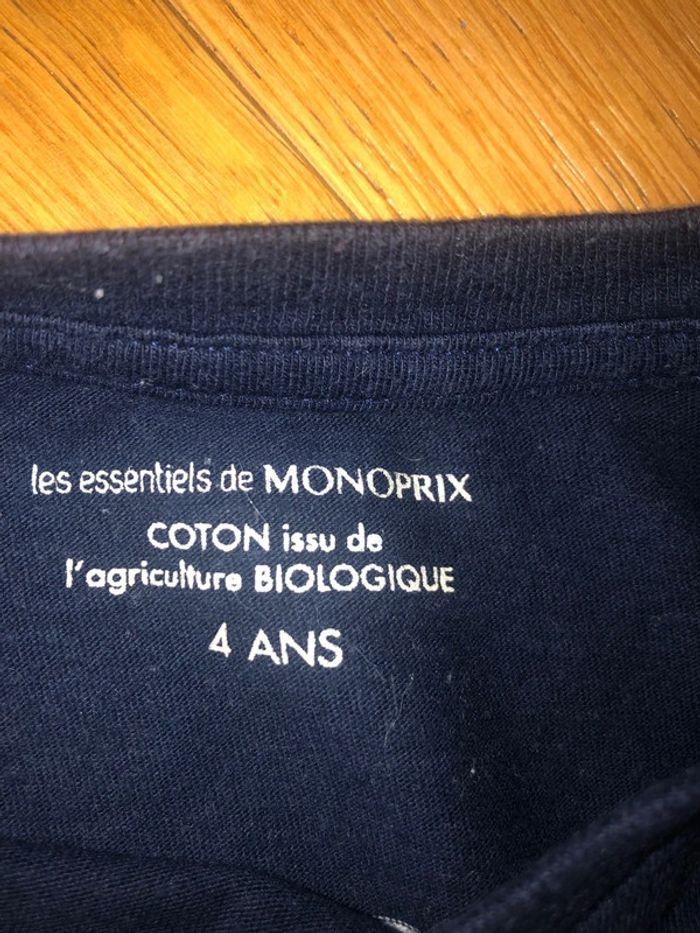 les essentiels de MONOPRIX
COTON issu de
l'agriculture BIOLOGIQUE
4 ANS